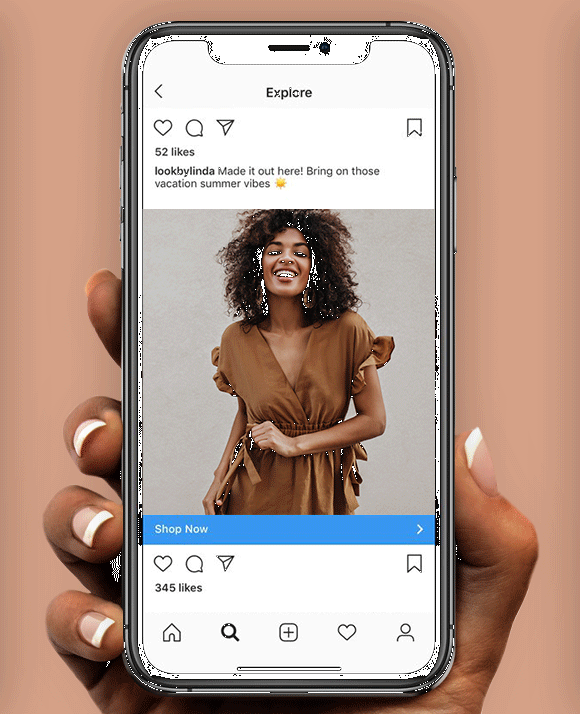 Explore
52 likes
lookbylinda Made it out here! Bring on those
vacation summer vibes ☀️
Shop Now
345 likes